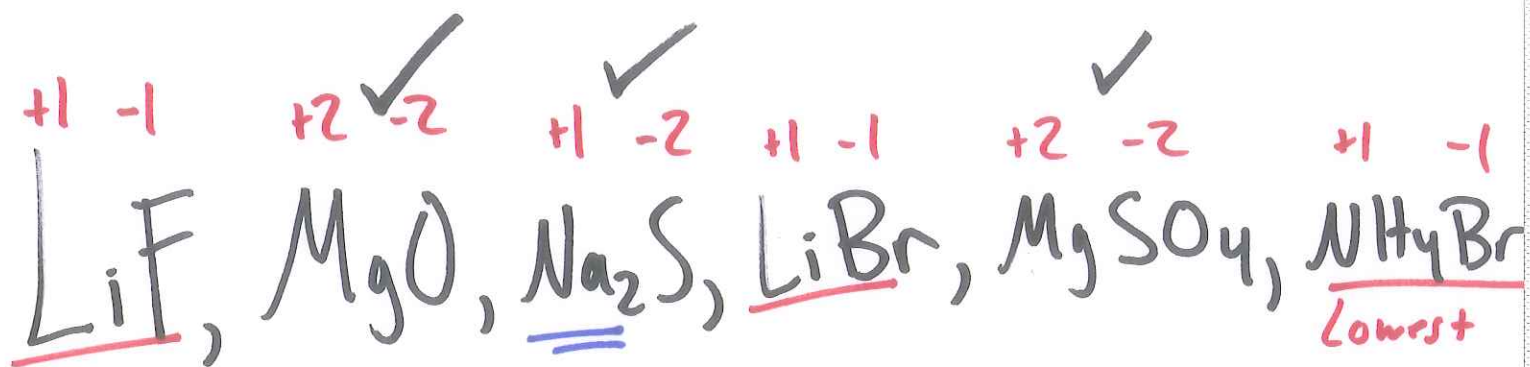 +1 -1 +2 -2 +1 -2 +1 -1 +2 -2 +1 -1
LiF, MgO, Na₂S, LiBr, MgSO₄, NH₄Br
Lowest